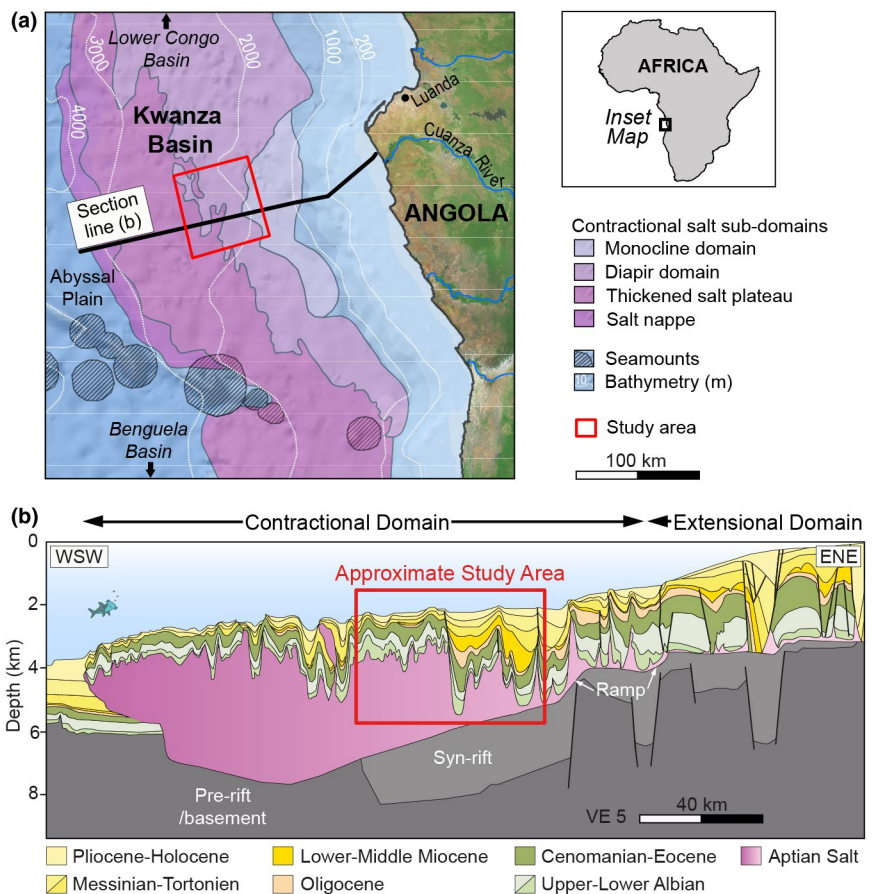 (a)
Lower Congo
Basin
3000
2000
1000
200
4000
Luanda
Kwanza
Basin
Cuanza River
Section
line (b)
ANGOLA
Abyssal
Plain
Benguela
Basin
AFRICA
Inset
Map
Contractional salt sub-domains
Monocline domain
Diapir domain
Thickened salt plateau
Salt nappe
Seamounts
10 Bathymetry (m)
Study area
100 km
(b)
Contractional Domain
Extensional Domain
0
WSW
ENE
Approximate Study Area
2
4
Depth (km)
Ramp
6
Syn-rift
8
Pre-rift
/basement
VE 5
40 km
Pliocene-Holocene
Lower-Middle Miocene
Cenomanian-Eocene
Aptian Salt
Messinian-Tortonien
Oligocene
Upper-Lower Albian